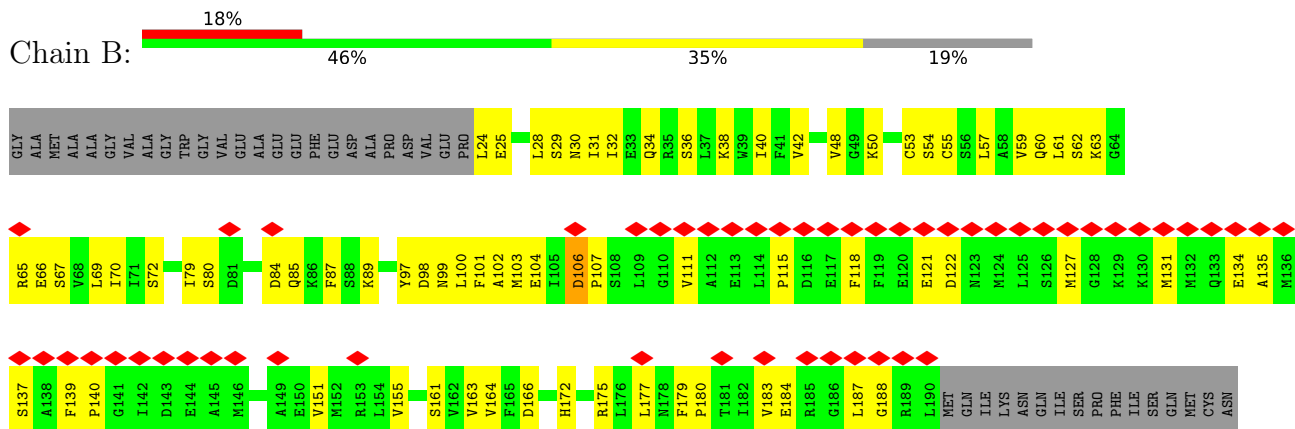 18%
Chain B:
46% 35% 19%
GLY ALA MET ALA ALA GLY VAL ALA GLY TRP GLY VAL GLU ALA GLU GLU PHE GLU ASP ALA PRO ASP VAL GLU PRO L24 E25 L28 S29 N30 I31 I32 E33 Q34 R35 S36 L37 K38 W39 I40 F41 V42 V48 G49 K50 C53 S54 C55 S56 L57 A58 V59 Q60 L61 S62 K63 G64
R65 E66 S67 V68 L69 I70 I71 S72 I79 S80 D81 D84 Q85 K86 F87 S88 K89 Y97 D98 N99 L100 F101 A102 M103 E104 I105 D106 P107 S108 L109 G110 V111 A112 E113 L114 P115 D116 E117 F118 F119 E120 E121 D122 N123 M124 L125 S126 M127 G128 K129 K130 M131 M132 Q133 E134 A135 M136
S137 A138 F139 P140 G141 I142 D143 E144 A145 M146 A149 E150 V151 M152 R153 L154 V155 S161 V162 V163 V164 F165 D166 H172 R175 L176 L177 N178 F179 P180 T181 I182 V183 E184 R185 G186 L187 G188 R189 L190 MET GLN ILE LYS ASN GLN ILE SER PRO PHE ILE SER GLN MET CYS ASN